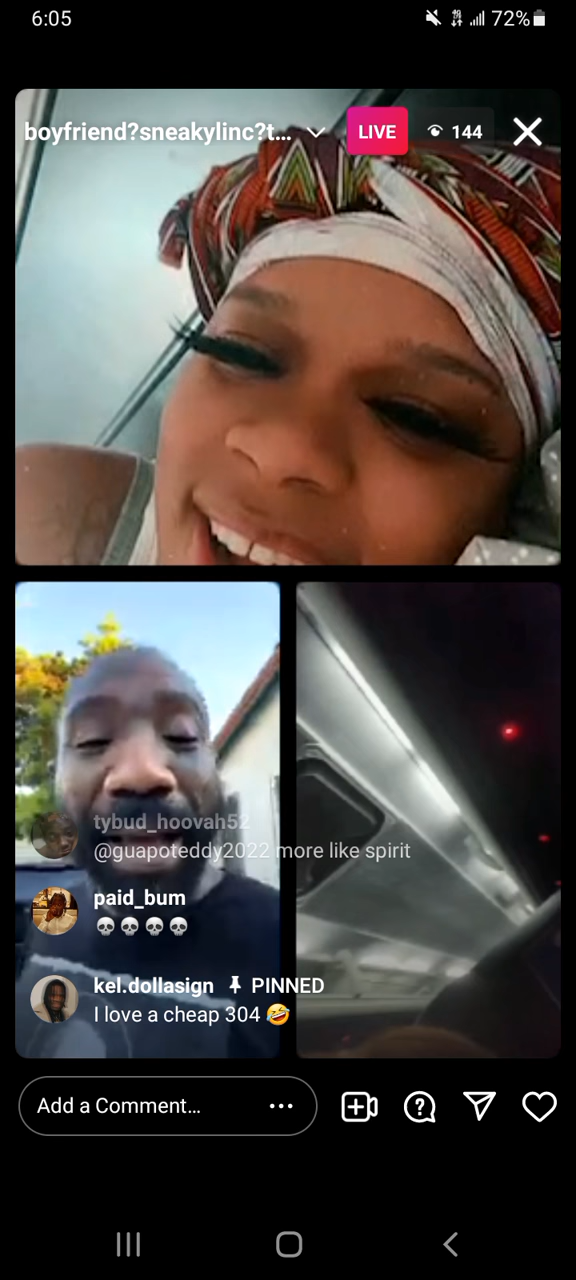 6:05
72%
boyfriend?sneakylinc?t...
LIVE
144
tybud_hoovah52
@guapoteddy2022 more like spirit
paid_bum
💀💀💀💀
kel.dollasign 📌 PINNED
I love a cheap 304 🤣
Add a Comment...